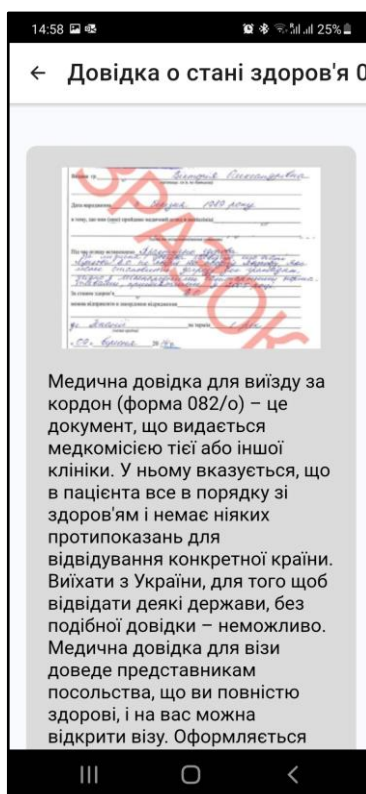 14:58 25%
← Довідка о стані здоров'я 0
ЗРАЗОК
Дата народження
Медична довідка для виїзду за
кордон (форма 082/о) – це
документ, що видається
медкомісією тієї або іншої
клініки. У ньому вказується, що
в пацієнта все в порядку зі
здоров'ям і немає ніяких
протипоказань для
відвідування конкретної країни.
Виїхати з України, для того щоб
відвідати деякі держави, без
подібної довідки – неможливо.
Медична довідка для візи
доведе представникам
посольства, що ви повністю
здорові, і на вас можна
відкрити візу. Оформляється